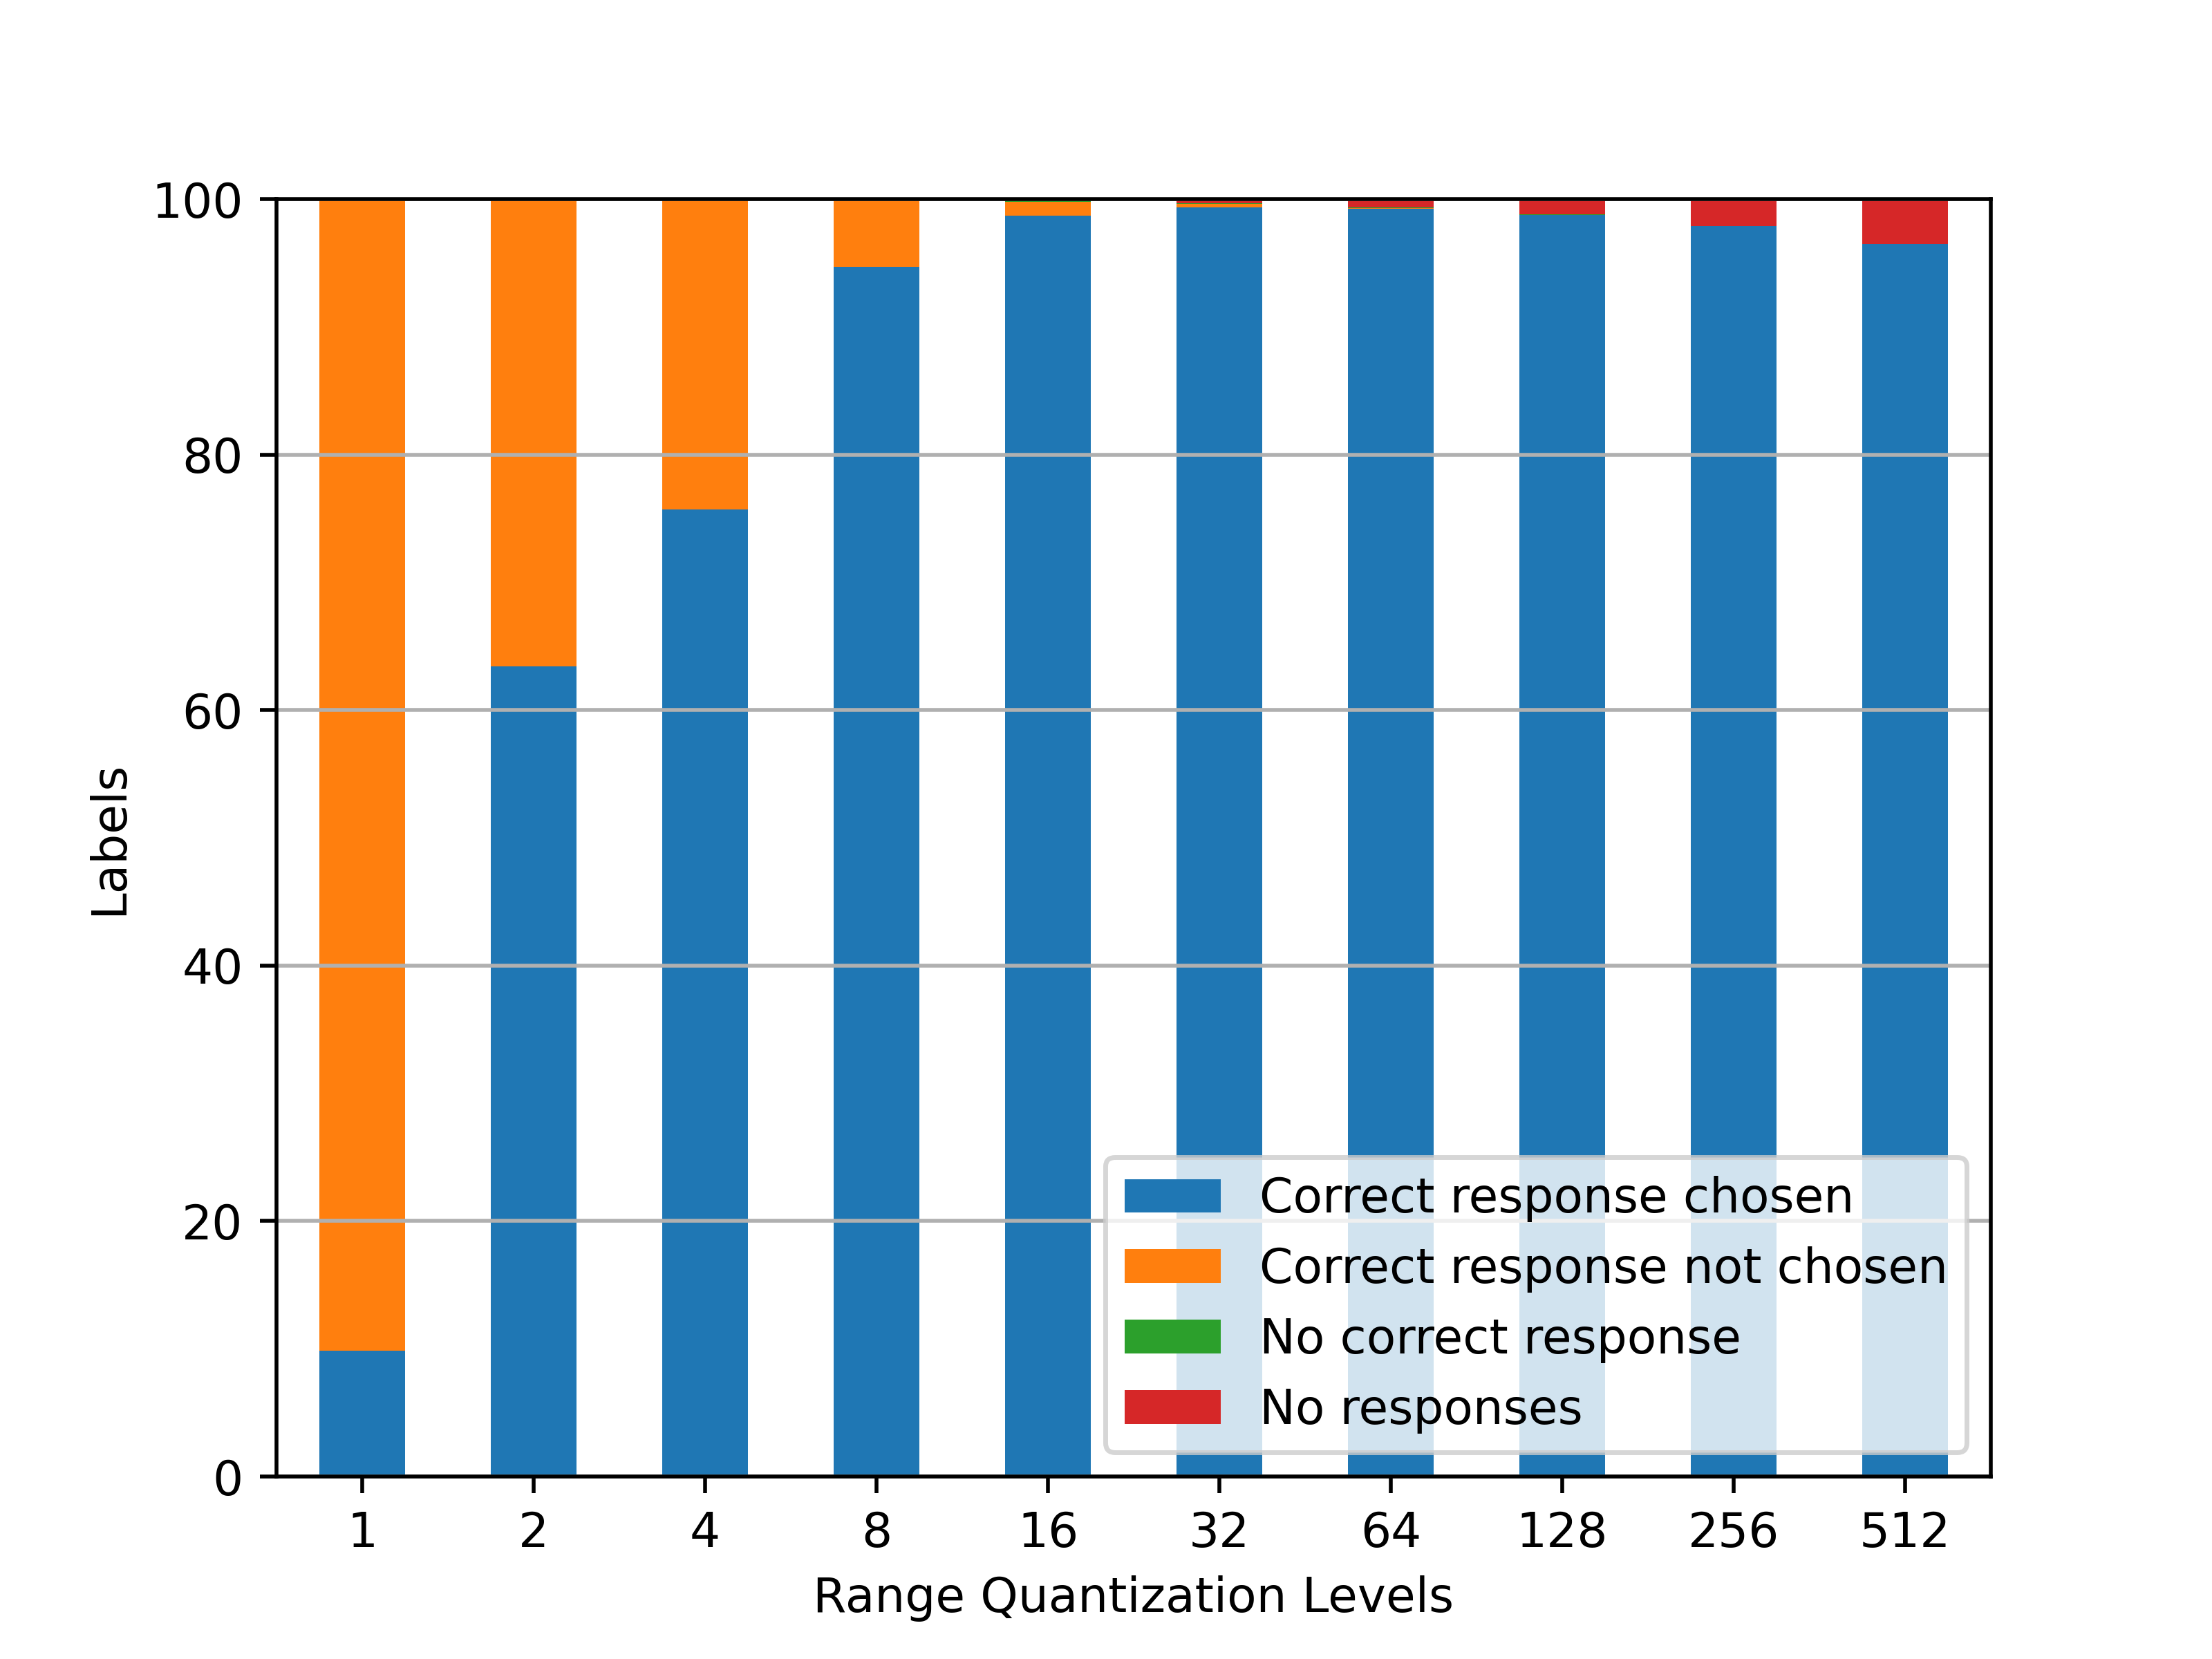 100
80
60
40
20
0
Labels
1 2 4 8 16 32 64 128 256 512
Range Quantization Levels
Correct response chosen
Correct response not chosen
No correct response
No responses